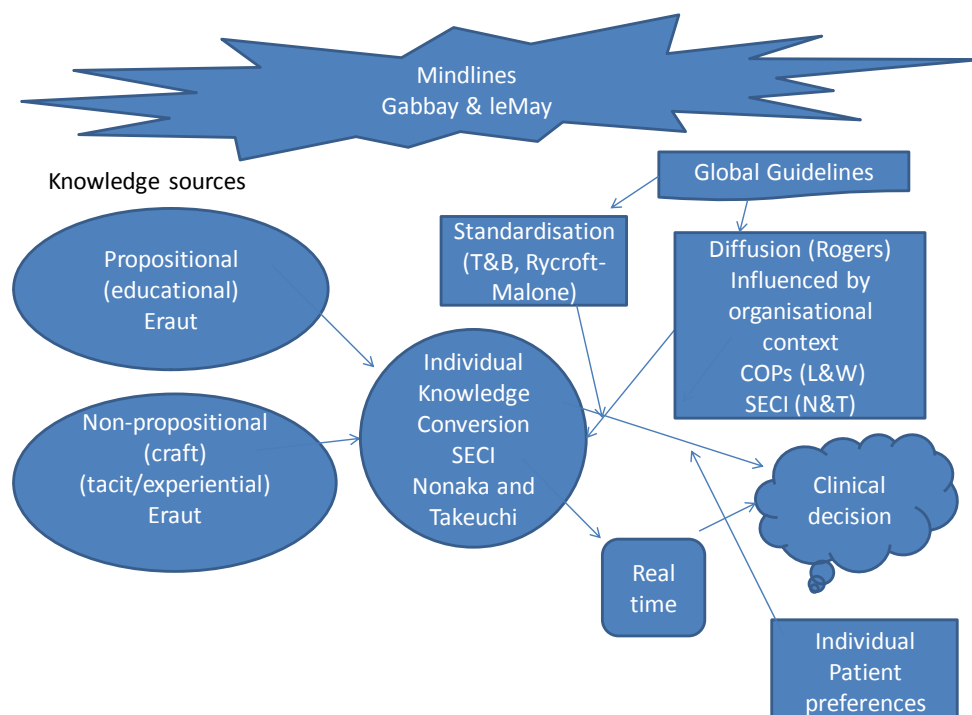 Mindlines
Gabbay & leMay
Knowledge sources
Global Guidelines
Propositional
(educational)
Eraut
Standardisation
(T&B, Rycroft-
Malone)
Diffusion (Rogers)
Influenced by
organisational
context
COPs (L&W)
SECI (N&T)
Non-propositional
(craft)
(tacit/experiential)
Eraut
Individual
Knowledge
Conversion
SECI
Nonaka and
Takeuchi
Clinical
decision
Real
time
Individual
Patient
preferences